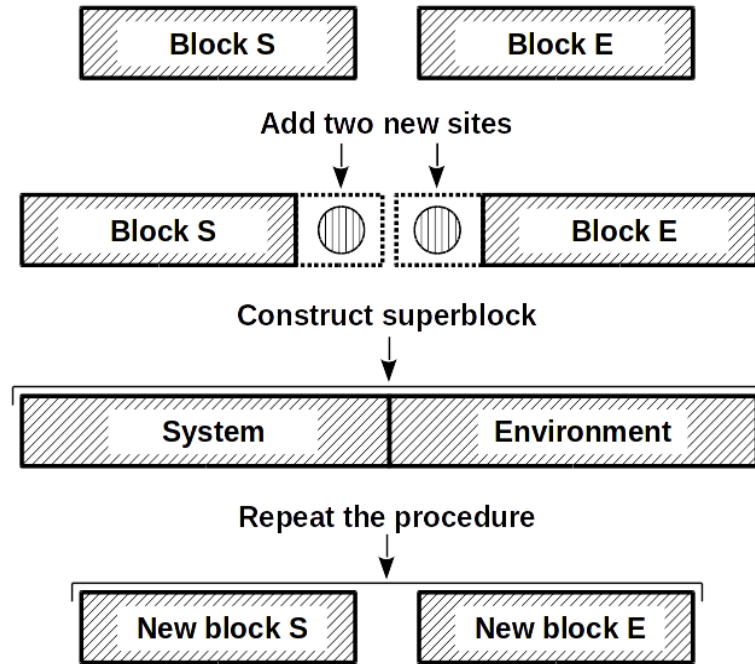 Block S Block E
Add two new sites
Block S Block E
Construct superblock
System Environment
Repeat the procedure
New block S New block E